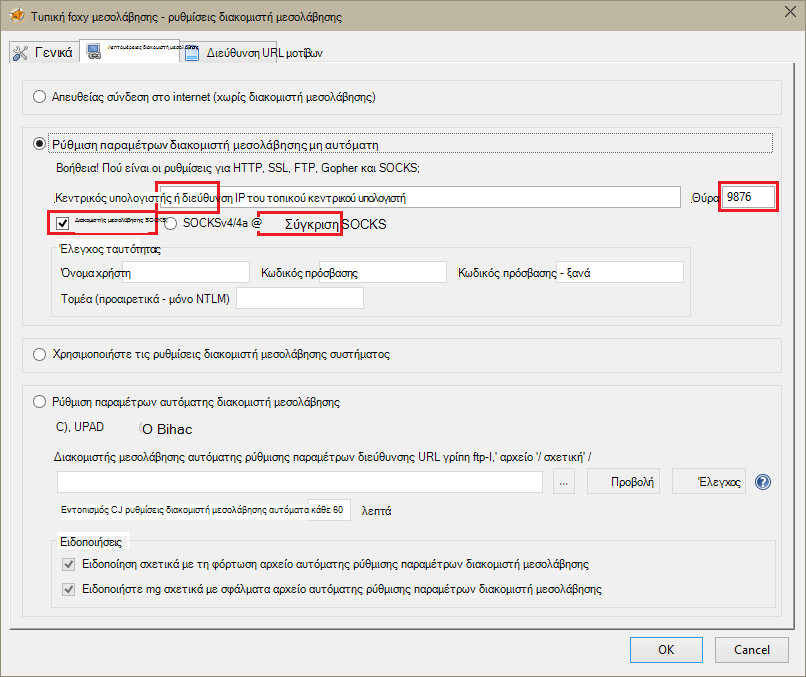 Τυπική foxy μεσολάβησης - ρυθμίσεις διακομιστή μεσολάβησης
Γενικά
Λεπτομέρειες διακομιστή μεσολάβησης
Διεύθυνση URL μοτίβων
Απευθείας σύνδεση στο internet (χωρίς διακομιστή μεσολάβησης)
Ρύθμιση παραμέτρων διακομιστή μεσολάβησης μη αυτόματη
Βοήθεια! Πού είναι οι ρυθμίσεις για HTTP, SSL, FTP, Gopher και SOCKS;
Κεντρικός υπολογιστής ή διεύθυνση IP του τοπικού κεντρικού υπολογιστή
Θύρα 9876
Διακομιστής μεσολάβησης SOCKS
SOCKSv4/4a @ Σύγκριση SOCKS
Έλεγχος ταυτότητας
Όνομα χρήστη
Κωδικός πρόσβασης
Κωδικός πρόσβασης - ξανά
Τομέα (προαιρετικά - μόνο NTLM)
Χρησιμοποιήστε τις ρυθμίσεις διακομιστή μεσολάβησης συστήματος
Ρύθμιση παραμέτρων αυτόματης διακομιστή μεσολάβησης
C), UPAD
(Ο Bihac
Διακομιστής μεσολάβησης αυτόματης ρύθμισης παραμέτρων διεύθυνσης URL γρίπη ftp-l,' αρχείο '/ σχετική' /
...
Προβολή
Έλεγχος
?
Εντοπισμός CJ ρυθμίσεις διακομιστή μεσολάβησης αυτόματα κάθε 60 λεπτά
Ειδοποιήσεις
Ειδοποίηση σχετικά με τη φόρτωση αρχείο αυτόματης ρύθμισης παραμέτρων διακομιστή μεσολάβησης
Ειδοποιήστε mg σχετικά με σφάλματα αρχείο αυτόματης ρύθμισης παραμέτρων διακομιστή μεσολάβησης
OK
Cancel